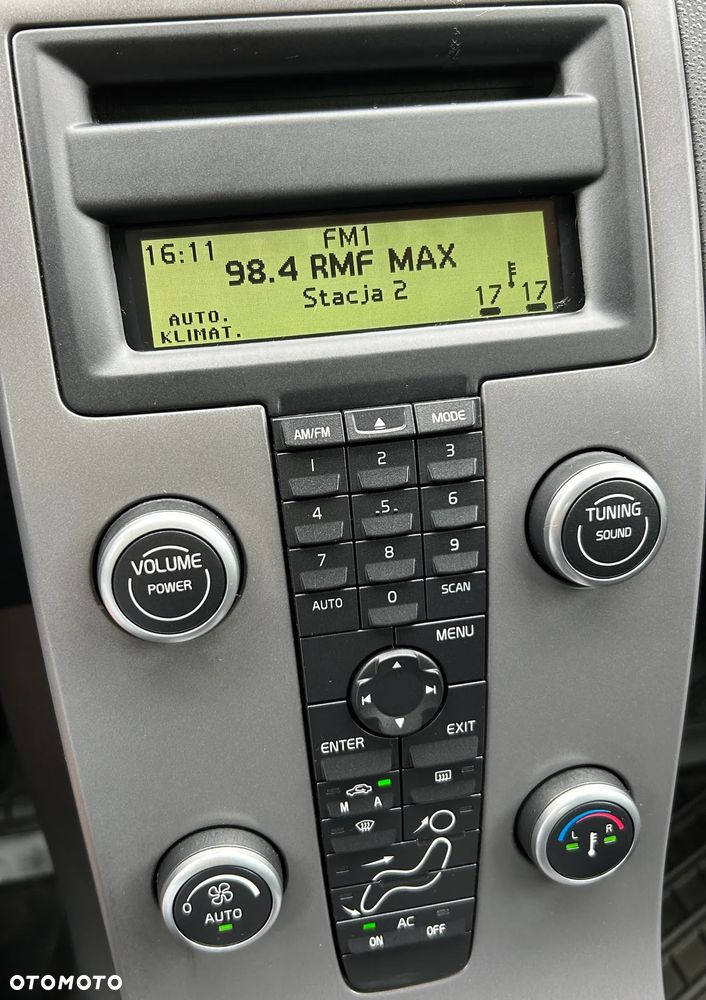 16:11
FM1
98.4 RMF MAX
Stacja 2
17 17
AUTO.
KLIMAT.
AM/FM MODE
1 2 3
4 -5- 6
7 8 9
AUTO 0 SCAN
VOLUME
POWER
TUNING
SOUND
MENU
ENTER EXIT
M A
L R
0 AUTO
AC
ON OFF
OTOMOTO